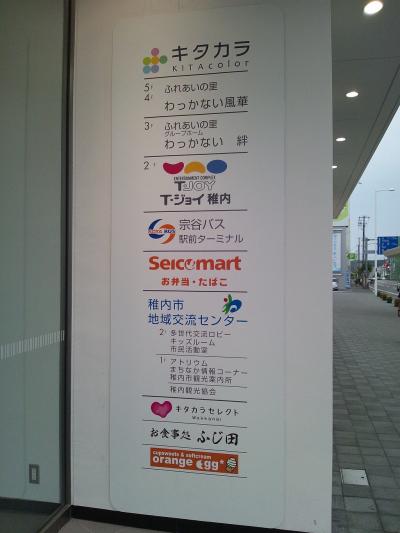 キタカラ
KITAcolor
5F ふれあいの里
4F わっかない風華
3F ふれあいの里
グループホーム
わっかない 絆
2F
ENTERTAINMENT COMPLEX
T・JOY
T・ジョイ 稚内
SOYA BUS
宗谷バス
駅前ターミナル
Seicomart
お弁当・たばこ
稚内市
地域交流センター
2F 多世代交流ロビー
キッズルーム
市民活動室
1F アトリウム
まちなか情報コーナー
稚内市観光案内所
稚内観光協会
キタカラセレクト
Wakkanai
お食事処 ふじ田
cupsweets & softcream
orange egg*